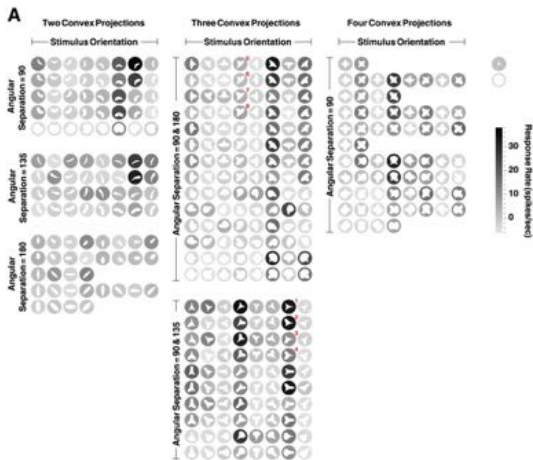 A
Two Convex Projections
Three Convex Projections
Four Convex Projections
Stimulus Orientation
Stimulus Orientation
Stimulus Orientation
Angular
Separation = 90
Angular
Separation = 135
Angular
Separation = 180
Angular Separation = 90 & 180
Angular Separation = 90 & 135
Angular Separation = 90
30
20
10
0
Response Rate (spikes/sec)